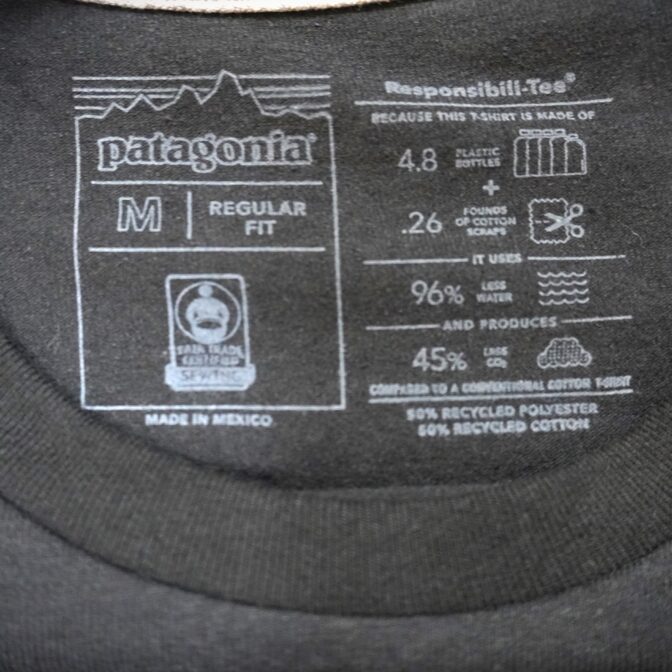 patagonia®
M
REGULAR
FIT
FAIR TRADE
CERTIFIED
SEWING
MADE IN MEXICO
Responsibili-Tee®
BECAUSE THIS T-SHIRT IS MADE OF
4.8 PLASTIC
BOTTLES
+
.26 POUNDS
OF COTTON
SCRAPS
IT USES
96% LESS
WATER
AND PRODUCES
45% LESS
CO₂
COMPARED TO A CONVENTIONAL COTTON T-SHIRT
50% RECYCLED POLYESTER
50% RECYCLED COTTON